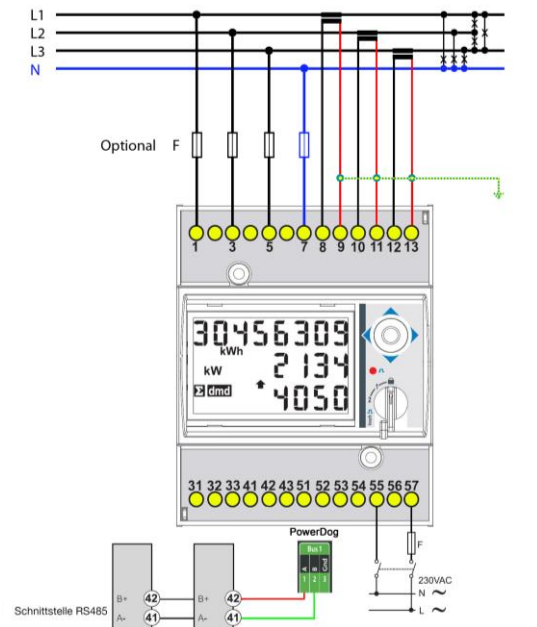 L1
L2
L3
N
Optional F
1 3 5 7 8 9 10 11 12 13
30456309
kWh
kW 2134
Σ dmd 4050
31 32 33 41 42 43 51 52 53 54 55 56 57
PowerDog
Bus 1
A B Gnd
1 2 3
F
230VAC
N ~
L ~
B+ 42 B+ 42
Schnittstelle RS485
A- 41 A- 41